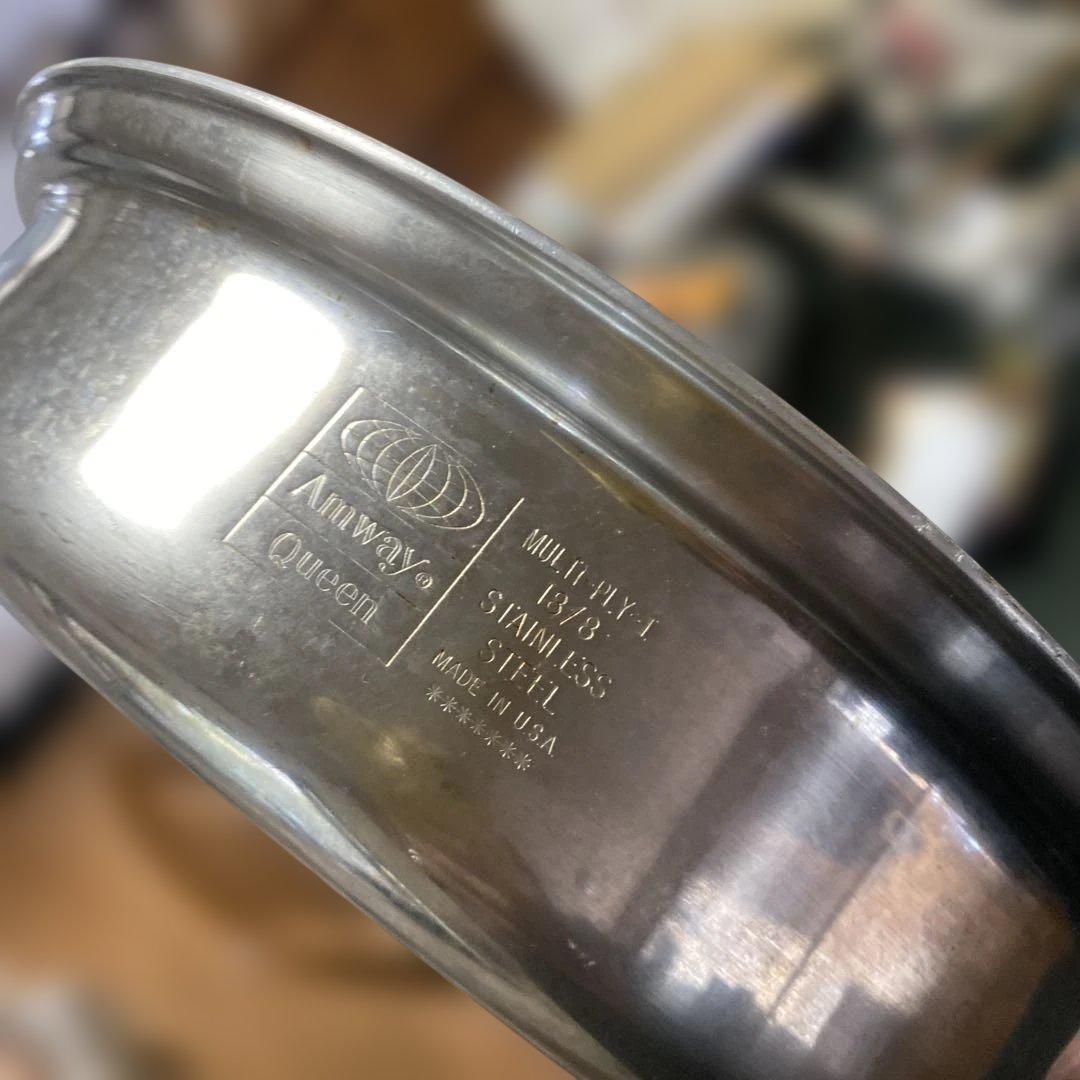 Amway®
Queen
MULTI-PLY-I
18/8
STAINLESS
STEEL
MADE IN U.S.A.
*******